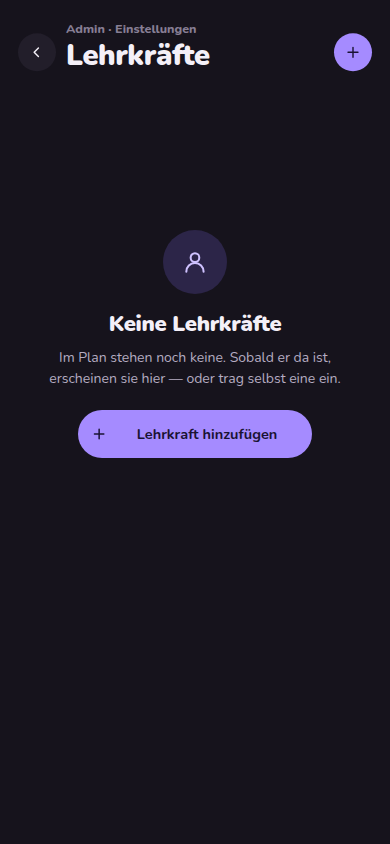 Admin · Einstellungen
Lehrkräfte
Keine Lehrkräfte
Im Plan stehen noch keine. Sobald er da ist,
erscheinen sie hier — oder trag selbst eine ein.
Lehrkraft hinzufügen